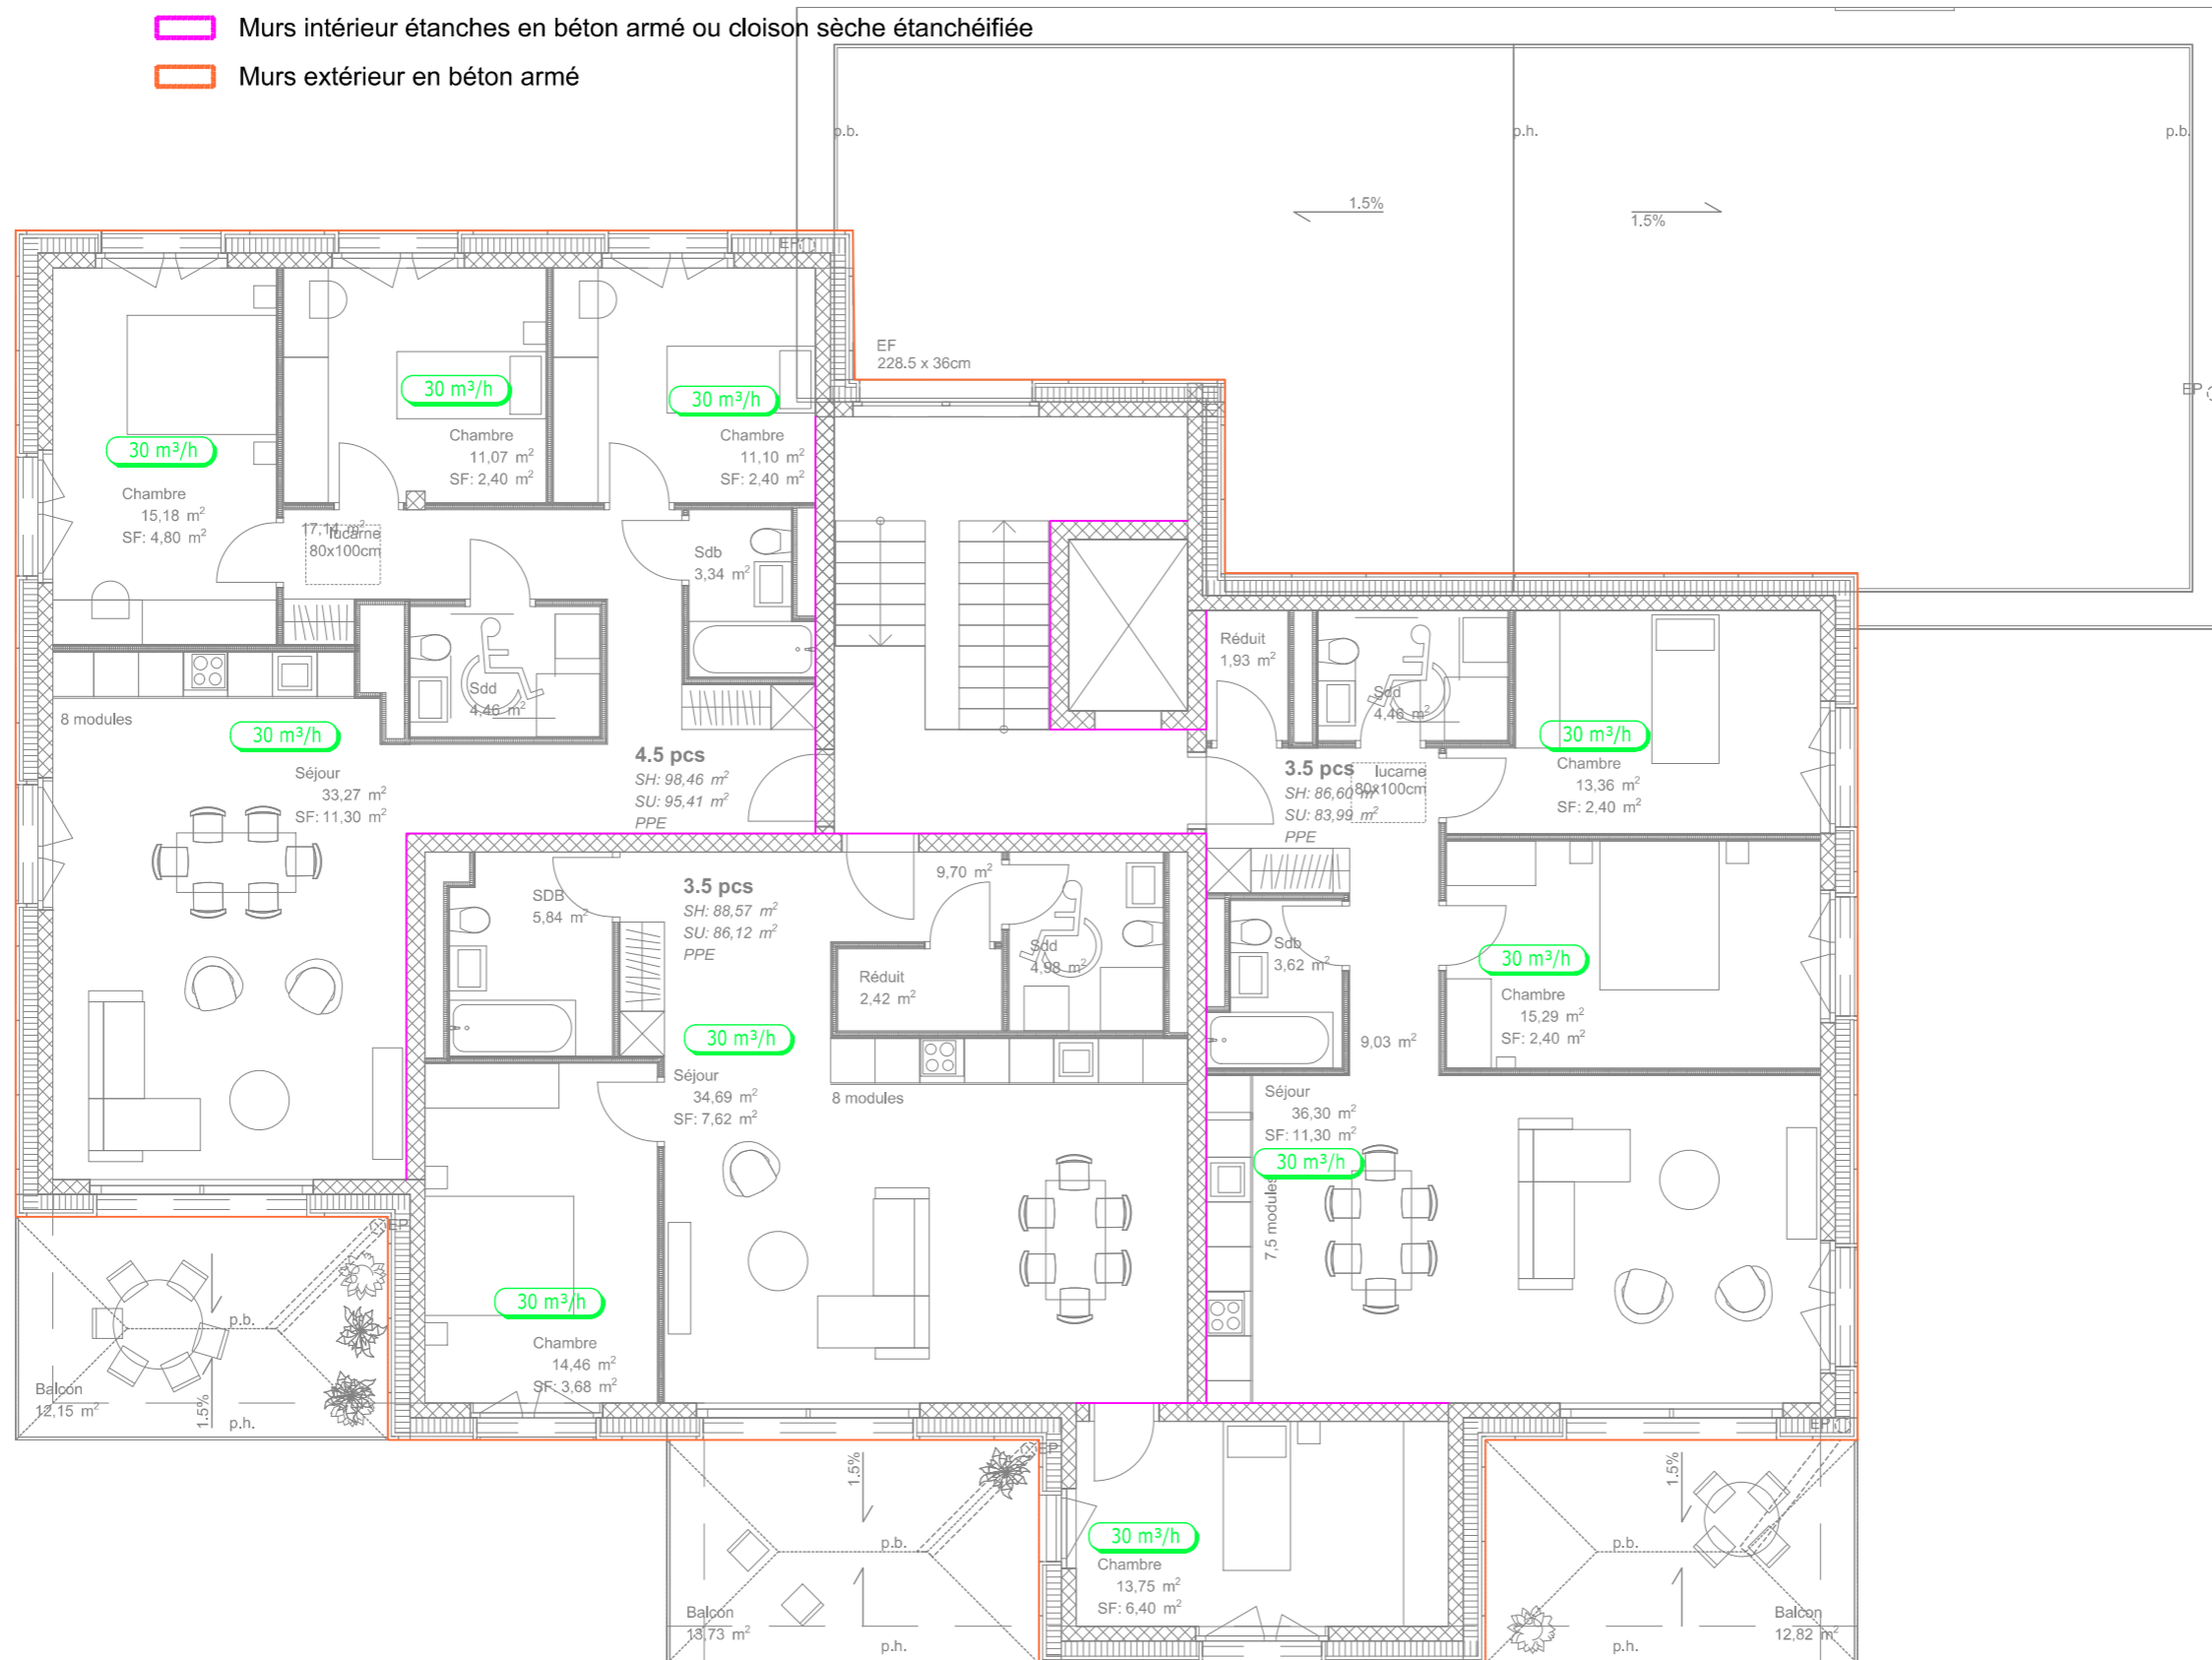 Murs intérieur étanches en béton armé ou cloison sèche étanchéifiée
Murs extérieur en béton armé
p.b.
p.h.
p.b.
1.5%
1.5%
EP
EF
228.5 x 36cm
EP
30 m³/h
Chambre
15,18 m²
SF: 4,80 m²
30 m³/h
Chambre
11,07 m²
SF: 2,40 m²
30 m³/h
Chambre
11,10 m²
SF: 2,40 m²
17,14 m²
lucarne
80x100cm
Sdb
3,34 m²
Sdd
4,46 m²
8 modules
30 m³/h
Séjour
33,27 m²
SF: 11,30 m²
4.5 pcs
SH: 98,46 m²
SU: 95,41 m²
PPE
Réduit
1,93 m²
Sdd
4,46 m²
30 m³/h
Chambre
13,36 m²
SF: 2,40 m²
3.5 pcs
SH: 86,60 m²
SU: 83,99 m²
PPE
lucarne
80x100cm
SDB
5,84 m²
3.5 pcs
SH: 88,57 m²
SU: 86,12 m²
PPE
9,70 m²
Réduit
2,42 m²
Sdd
4,98 m²
Sdb
3,62 m²
30 m³/h
Chambre
15,29 m²
SF: 2,40 m²
9,03 m²
30 m³/h
Séjour
34,69 m²
SF: 7,62 m²
8 modules
Séjour
36,30 m²
SF: 11,30 m²
30 m³/h
7,5 modules
30 m³/h
Chambre
14,46 m²
SF: 3,68 m²
EP
p.b.
Balcon
12,15 m²
1.5%
p.h.
EP
1.5%
p.b.
Balcon
13,73 m²
p.h.
30 m³/h
Chambre
13,75 m²
SF: 6,40 m²
EP
1.5%
p.b.
Balcon
12,82 m²
p.h.